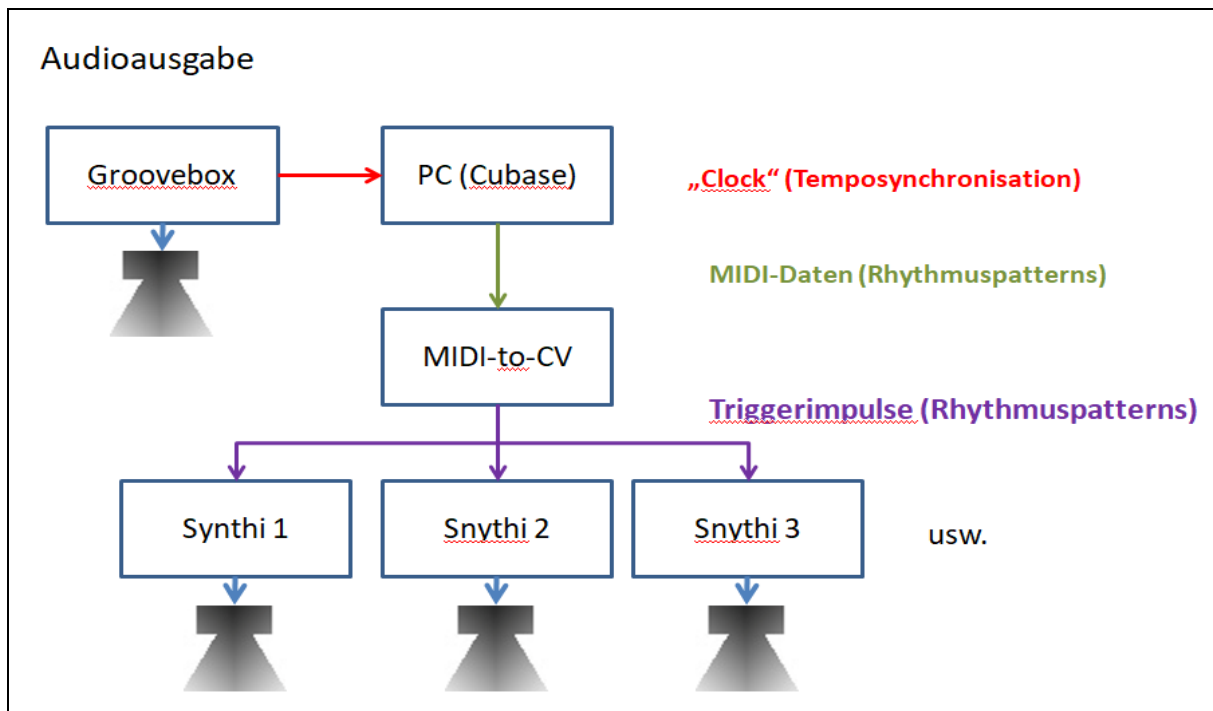 Audioausgabe
Groovebox
PC (Cubase)
„Clock“ (Temposynchronisation)
MIDI-Daten (Rhythmuspatterns)
MIDI-to-CV
Triggerimpulse (Rhythmuspatterns)
Synthi 1
Snythi 2
Snythi 3
usw.